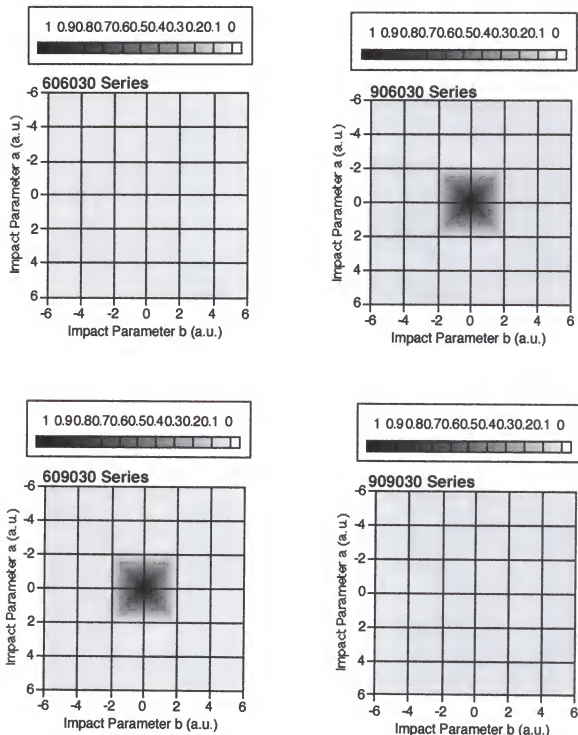 1 0.90.80.70.60.50.40.30.20.1 0
606030 Series
-6
-4
-2
0
2
4
6
Impact Parameter a (a.u.)
-6 -4 -2 0 2 4 6
Impact Parameter b (a.u.)
1 0.90.80.70.60.50.40.30.20.1 0
906030 Series
-6
-4
-2
0
2
4
6
Impact Parameter a (a.u.)
-6 -4 -2 0 2 4 6
Impact Parameter b (a.u.)
1 0.90.80.70.60.50.40.30.20.1 0
609030 Series
-6
-4
-2
0
2
4
6
Impact Parameter a (a.u.)
-6 -4 -2 0 2 4 6
Impact Parameter b (a.u.)
1 0.90.80.70.60.50.40.30.20.1 0
909030 Series
-6
-4
-2
0
2
4
6
Impact Parameter a (a.u.)
-6 -4 -2 0 2 4 6
Impact Parameter b (a.u.)